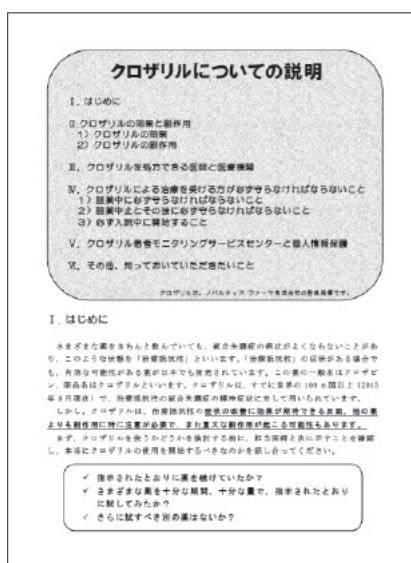 クロザリルについての説明
Ⅰ．はじめに
Ⅱ．クロザリルの効果と副作用
1）クロザリルの効果
2）クロザリルの副作用
Ⅲ．クロザリルを処方できる医師と医療機関
Ⅳ．クロザリルによる治療を受ける方が必ず守らなければならないこと
1）服薬中に必ず守らなければならないこと
2）服薬中止とその後に必ず守らなければならないこと
3）必ず入院中に開始すること
Ⅴ．クロザリル患者モニタリングサービスセンターと個人情報保護
Ⅵ．その他，知っておいていただきたいこと
クロザリルは，ノバルティス ファーマ株式会社の登録商標です。
Ⅰ．はじめに
さまざまな薬をきちんと飲んでいても，統合失調症の病状がよくならないことがあ
り，このような状態を「治療抵抗性」といいます。「治療抵抗性」の症状がある場合で
も，有効な可能性がある薬が日本でも発売されています。この薬の一般名はクロザピ
ン，製品名はクロザリルといいます。クロザリルは，すでに世界の100ヵ国以上（2015
年8月現在）で，治療抵抗性の統合失調症の精神症状に対して用いられています。
しかし，クロザリルは，治療抵抗性の症状の改善に効果が期待できる反面，他の薬
よりも副作用に特に注意が必要で，また重大な副作用が起こる可能性もあります。
まず，クロザリルを使うかどうかを検討する前に，担当医師と次に示すことを確認
し，本当にクロザリルの使用を開始するべきなのかを話し合ってください。
✓ 指示されたとおりに薬を続けていたか？
✓ さまざまな薬を十分な期間，十分な量で，指示されたとおり
に試してみたか？
✓ さらに試すべき別の薬はないか？